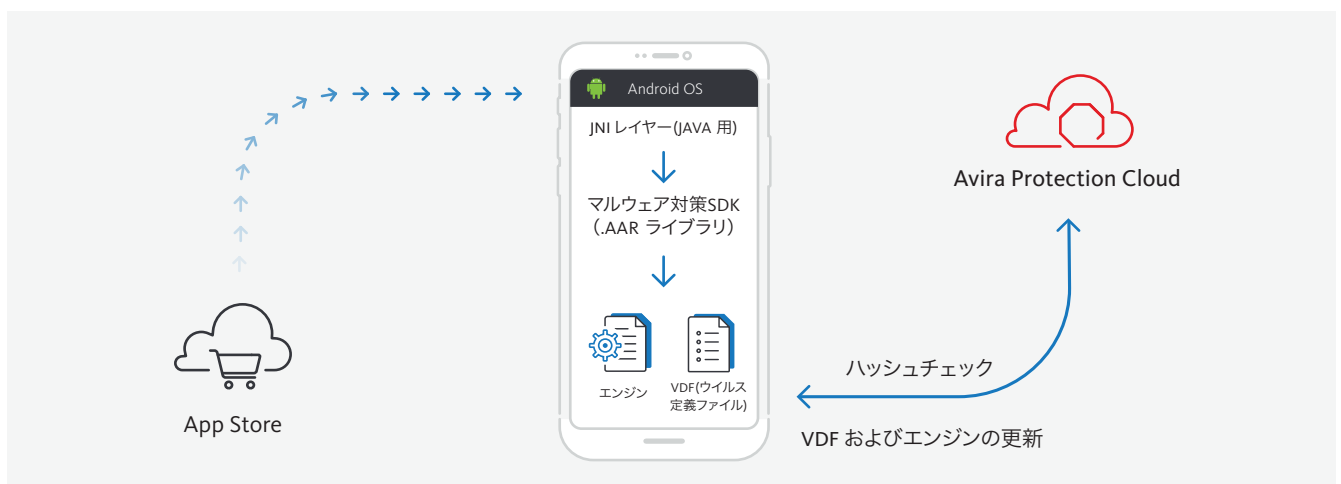 Android OS
JNI レイヤー(JAVA 用)
マルウェア対策SDK
(.AAR ライブラリ)
エンジン
VDF(ウイルス
定義ファイル)
App Store
Avira Protection Cloud
ハッシュチェック
VDF およびエンジンの更新